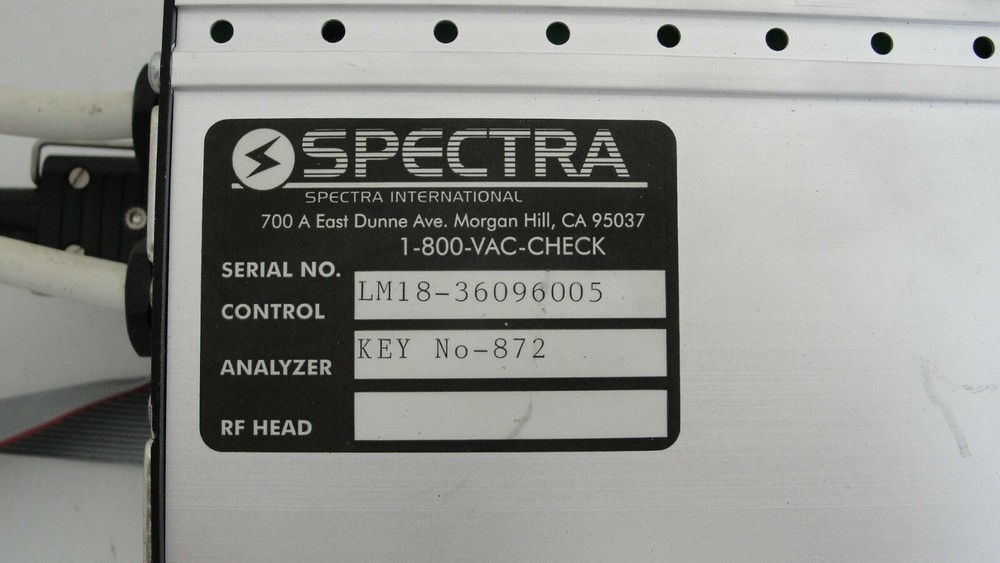 SPECTRA
SPECTRA INTERNATIONAL
700 A East Dunne Ave. Morgan Hill, CA 95037
1-800-VAC-CHECK
SERIAL NO.
CONTROL LM18-36096005
ANALYZER KEY No-872
RF HEAD